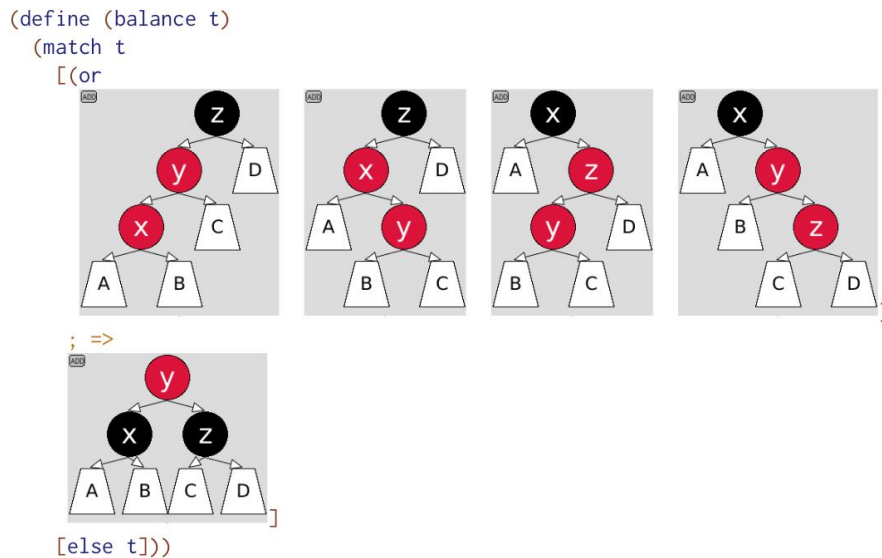 (define (balance t)
(match t
[(or
ADD ADD ADD ADD
z z x x
y D x D A z A y
x C A y y D B z
A B B C B C C D
)
; =>
ADD
y
x z
A B C D
]
[else t]))